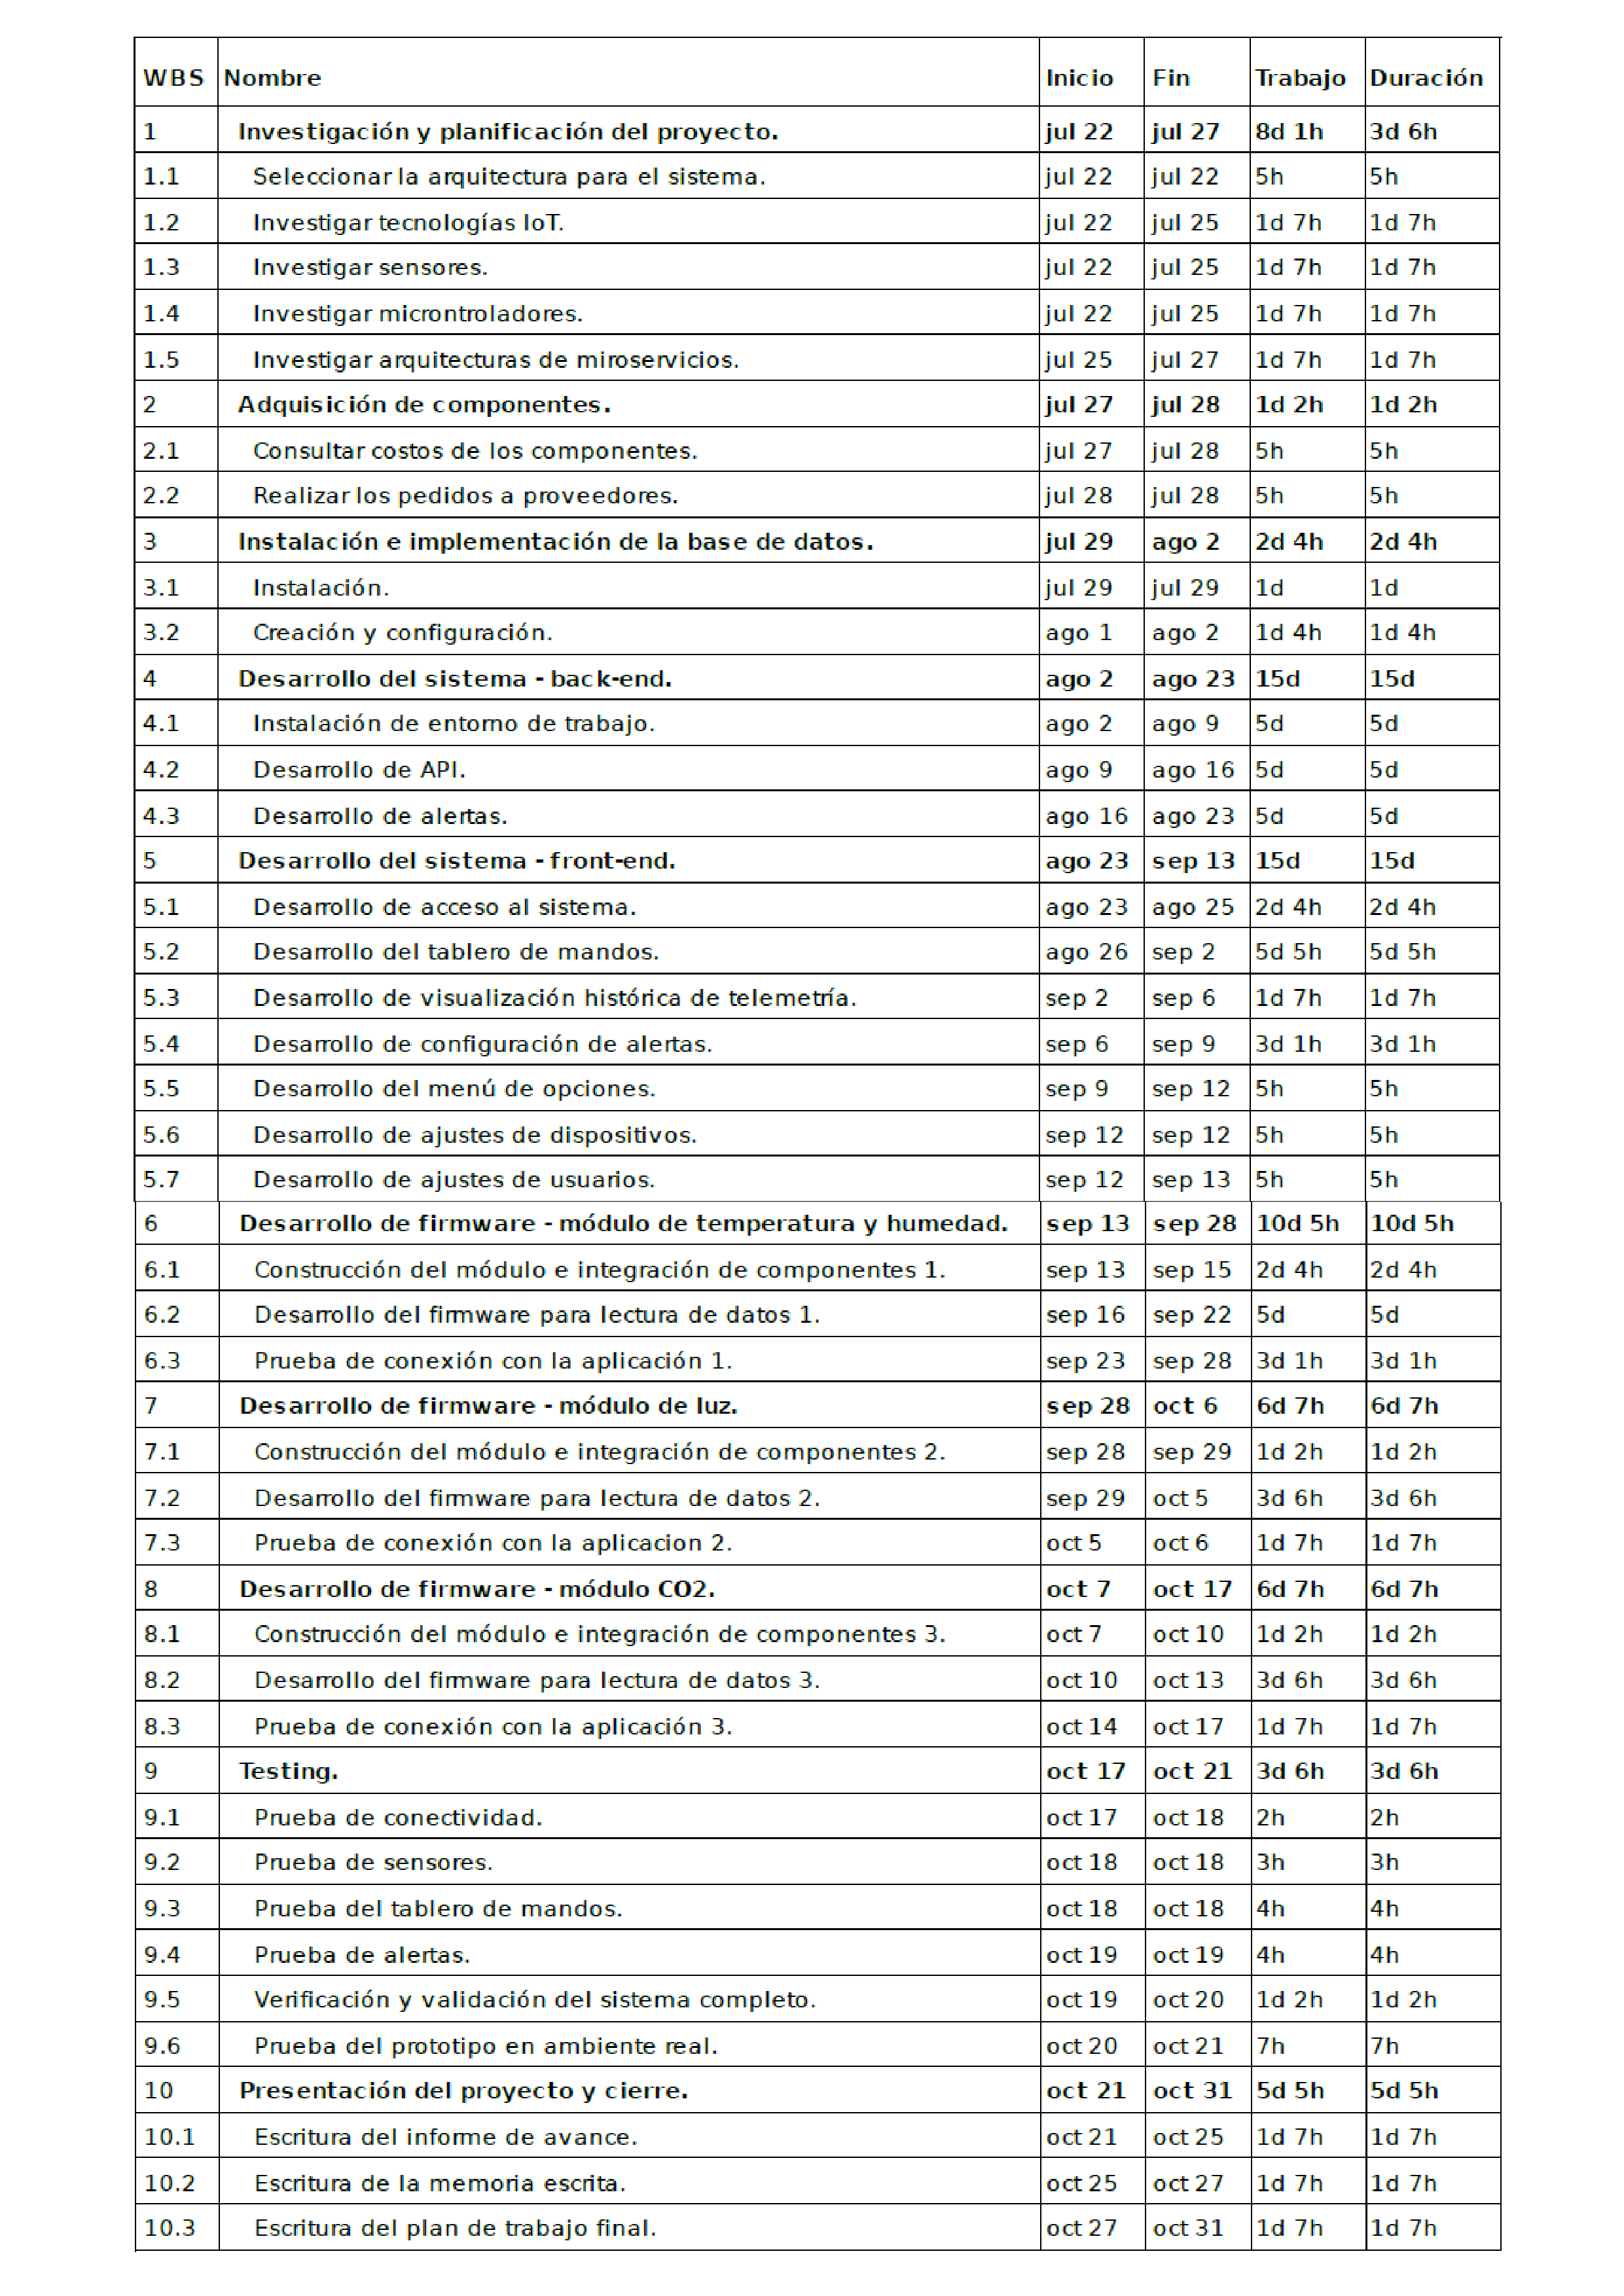 WBS Nombre Inicio Fin Trabajo Duración
1 Investigación y planificación del proyecto. jul 22 jul 27 8d 1h 3d 6h
1.1 Seleccionar la arquitectura para el sistema. jul 22 jul 22 5h 5h
1.2 Investigar tecnologías IoT. jul 22 jul 25 1d 7h 1d 7h
1.3 Investigar sensores. jul 22 jul 25 1d 7h 1d 7h
1.4 Investigar microntroladores. jul 22 jul 25 1d 7h 1d 7h
1.5 Investigar arquitecturas de miroservicios. jul 25 jul 27 1d 7h 1d 7h
2 Adquisición de componentes. jul 27 jul 28 1d 2h 1d 2h
2.1 Consultar costos de los componentes. jul 27 jul 28 5h 5h
2.2 Realizar los pedidos a proveedores. jul 28 jul 28 5h 5h
3 Instalación e implementación de la base de datos. jul 29 ago 2 2d 4h 2d 4h
3.1 Instalación. jul 29 jul 29 1d 1d
3.2 Creación y configuración. ago 1 ago 2 1d 4h 1d 4h
4 Desarrollo del sistema - back-end. ago 2 ago 23 15d 15d
4.1 Instalación de entorno de trabajo. ago 2 ago 9 5d 5d
4.2 Desarrollo de API. ago 9 ago 16 5d 5d
4.3 Desarrollo de alertas. ago 16 ago 23 5d 5d
5 Desarrollo del sistema - front-end. ago 23 sep 13 15d 15d
5.1 Desarrollo de acceso al sistema. ago 23 ago 25 2d 4h 2d 4h
5.2 Desarrollo del tablero de mandos. ago 26 sep 2 5d 5h 5d 5h
5.3 Desarrollo de visualización histórica de telemetría. sep 2 sep 6 1d 7h 1d 7h
5.4 Desarrollo de configuración de alertas. sep 6 sep 9 3d 1h 3d 1h
5.5 Desarrollo del menú de opciones. sep 9 sep 12 5h 5h
5.6 Desarrollo de ajustes de dispositivos. sep 12 sep 12 5h 5h
5.7 Desarrollo de ajustes de usuarios. sep 12 sep 13 5h 5h
6 Desarrollo de firmware - módulo de temperatura y humedad. sep 13 sep 28 10d 5h 10d 5h
6.1 Construcción del módulo e integración de componentes 1. sep 13 sep 15 2d 4h 2d 4h
6.2 Desarrollo del firmware para lectura de datos 1. sep 16 sep 22 5d 5d
6.3 Prueba de conexión con la aplicación 1. sep 23 sep 28 3d 1h 3d 1h
7 Desarrollo de firmware - módulo de luz. sep 28 oct 6 6d 7h 6d 7h
7.1 Construcción del módulo e integración de componentes 2. sep 28 sep 29 1d 2h 1d 2h
7.2 Desarrollo del firmware para lectura de datos 2. sep 29 oct 5 3d 6h 3d 6h
7.3 Prueba de conexión con la aplicacion 2. oct 5 oct 6 1d 7h 1d 7h
8 Desarrollo de firmware - módulo CO2. oct 7 oct 17 6d 7h 6d 7h
8.1 Construcción del módulo e integración de componentes 3. oct 7 oct 10 1d 2h 1d 2h
8.2 Desarrollo del firmware para lectura de datos 3. oct 10 oct 13 3d 6h 3d 6h
8.3 Prueba de conexión con la aplicación 3. oct 14 oct 17 1d 7h 1d 7h
9 Testing. oct 17 oct 21 3d 6h 3d 6h
9.1 Prueba de conectividad. oct 17 oct 18 2h 2h
9.2 Prueba de sensores. oct 18 oct 18 3h 3h
9.3 Prueba del tablero de mandos. oct 18 oct 18 4h 4h
9.4 Prueba de alertas. oct 19 oct 19 4h 4h
9.5 Verificación y validación del sistema completo. oct 19 oct 20 1d 2h 1d 2h
9.6 Prueba del prototipo en ambiente real. oct 20 oct 21 7h 7h
10 Presentación del proyecto y cierre. oct 21 oct 31 5d 5h 5d 5h
10.1 Escritura del informe de avance. oct 21 oct 25 1d 7h 1d 7h
10.2 Escritura de la memoria escrita. oct 25 oct 27 1d 7h 1d 7h
10.3 Escritura del plan de trabajo final. oct 27 oct 31 1d 7h 1d 7h